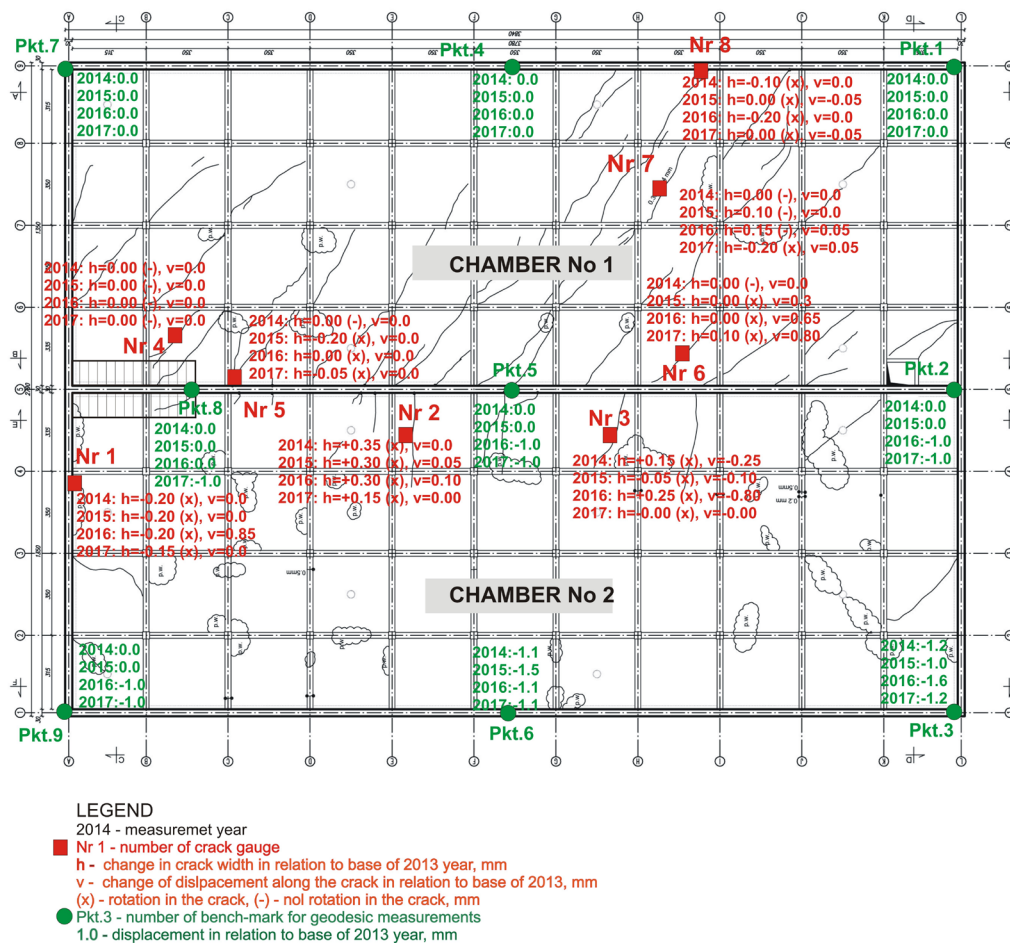 3840
3780
315 350 350 350 350 350 350 350
Pkt.7
Pkt.4
Nr 8
Pkt.1
2014:0.0
2015:0.0
2016:0.0
2017:0.0
2014: 0.0
2015:0.0
2016:0.0
2017:0.0
2014: h=-0.10 (x), v=0.0
2015: h=0.00 (x), v=-0.05
2016: h=-0.20 (x), v=0.0
2017: h=0.00 (x), v=-0.05
2014:0.0
2015:0.0
2016:0.0
2017:0.0
Nr 7
2014: h=0.00 (-), v=0.0
2015: h=0.10 (-), v=0.0
2016: h=0.15 (-), v=0.05
2017: h=-0.20 (x), v=0.05
CHAMBER No 1
2014: h=0.00 (-), v=0.0
2015: h=0.00 (-), v=0.0
h=0.00 (-), v=0.0
2017: h=0.00 (-), v=0.0
Nr 4
2014: h=0.00 (-), v=0.0
2015: h=-0.20 (x), v=0.0
2016: h=0.00 (x), v=0.0
2017: h=-0.05 (x), v=0.0
Nr 5
2014: h=0.00 (-), v=0.0
2015: h=0.00 (x), v=0.3
2016: h=0.00 (x), v=0.65
2017: h=0.10 (x), v=0.80
Nr 6
Pkt.2
Pkt.5
Pkt.8
2014:0.0
2015:0.0
2016:0.0
2017:-1.0
2014:0.0
2015:0.0
2016:-1.0
2017:-1.0
2014:0.0
2015:0.0
2016:-1.0
2017:-1.0
Nr 2
2014: h=+0.35 (x), v=0.0
2015: h=+0.30 (x), v=0.05
2016: h=+0.30 (x), v=0.10
2017: h=+0.15 (x), v=0.00
Nr 3
2014: h=+0.15 (x), v=-0.25
2015: h=-0.05 (x), v=-0.10
2016: h=+0.25 (x), v=-0.80
2017: h=-0.00 (x), v=-0.00
Nr 1
2014: h=-0.20 (x), v=0.0
2015: h=-0.20 (x), v=0.0
2016: h=-0.20 (x), v=0.85
2017: h=-0.15 (x), v=0.0
0.5mm
0.2 mm
0.5mm
CHAMBER No 2
2014:0.0
2015:0.0
2016:-1.0
2017:-1.0
2014:-1.1
2015:-1.5
2016:-1.1
2017:-1.1
2014:-1.2
2015:-1.0
2016:-1.6
2017:-1.2
Pkt.9
Pkt.6
Pkt.3
LEGEND
2014 - measuremet year
Nr 1 - number of crack gauge
h - change in crack width in relation to base of 2013 year, mm
v - change of dislpacement along the crack in relation to base of 2013, mm
(x) - rotation in the crack, (-) - nol rotation in the crack, mm
Pkt.3 - number of bench-mark for geodesic measurements
1.0 - displacement in relation to base of 2013 year, mm